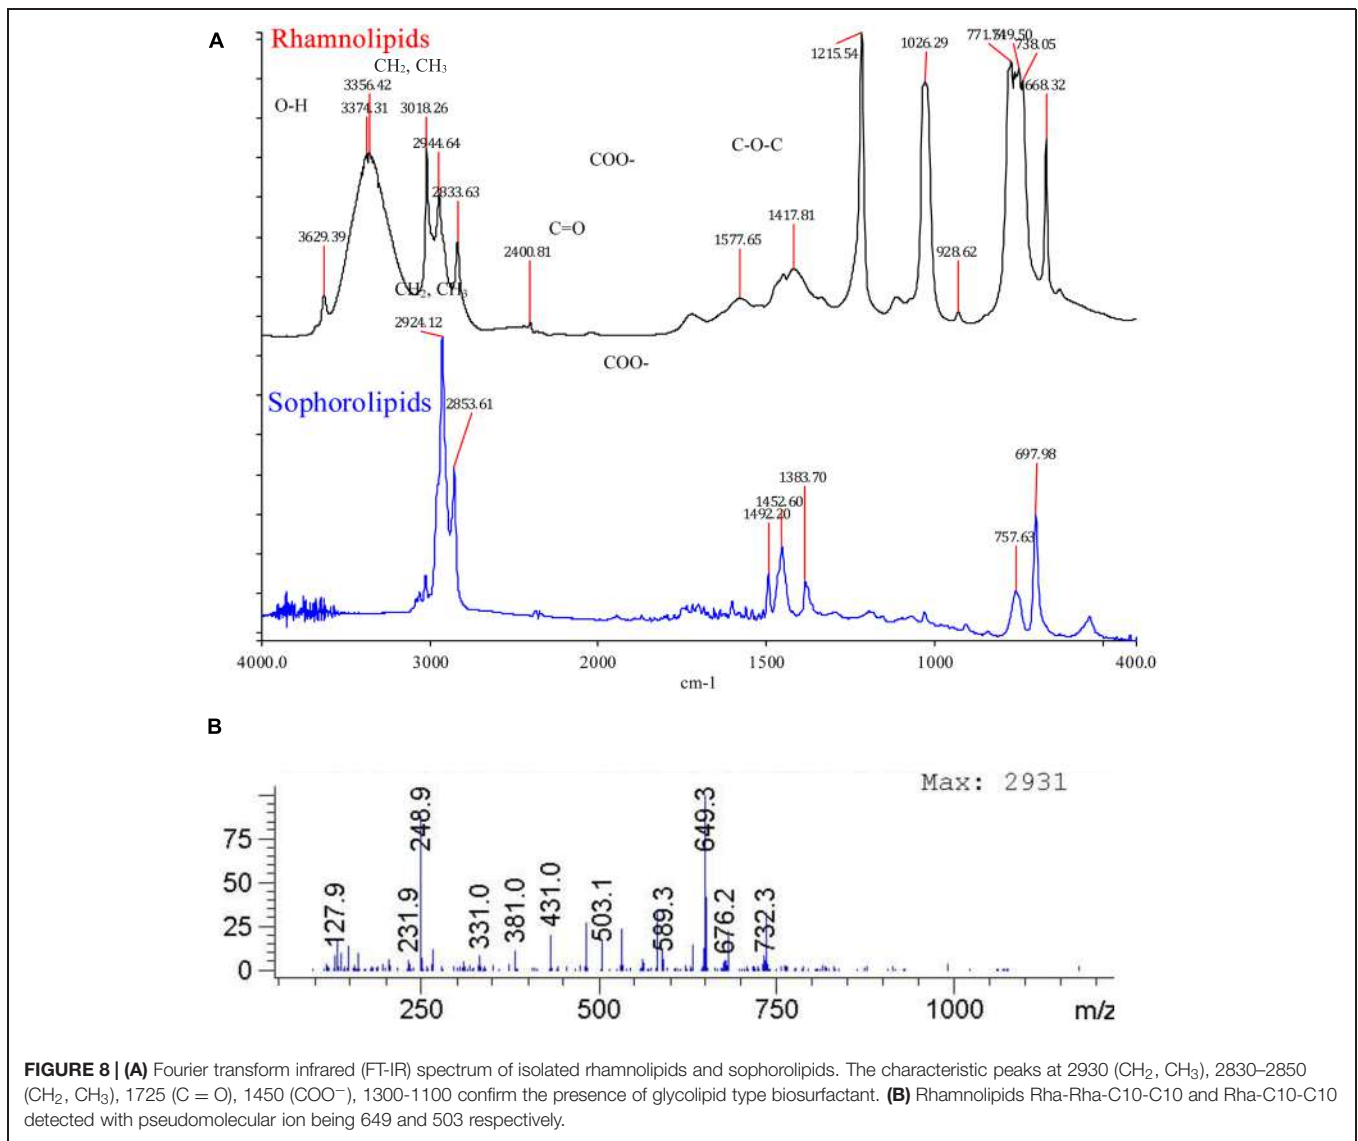 A
Rhamnolipids
CH₂, CH₃
3356.42
O-H
3374.31
3018.26
2944.64
2833.63
3629.39
2400.81
C=O
COO-
C-O-C
1577.65
1417.81
1215.54
1026.29
928.62
771.54
749.50
738.05
668.32
CH₂, CH₃
2924.12
COO-
Sophorolipids
2853.61
1492.20
1452.60
1383.70
757.63
697.98
4000.0 3000 2000 1500 1000 400.0
cm-1
B
Max: 2931
75
50
25
0
127.9
231.9
248.9
331.0
381.0
431.0
503.1
589.3
649.3
676.2
732.3
250 500 750 1000 m/z
FIGURE 8 | (A) Fourier transform infrared (FT-IR) spectrum of isolated rhamnolipids and sophorolipids. The characteristic peaks at 2930 (CH₂, CH₃), 2830–2850
(CH₂, CH₃), 1725 (C = O), 1450 (COO⁻), 1300-1100 confirm the presence of glycolipid type biosurfactant. (B) Rhamnolipids Rha-Rha-C10-C10 and Rha-C10-C10
detected with pseudomolecular ion being 649 and 503 respectively.